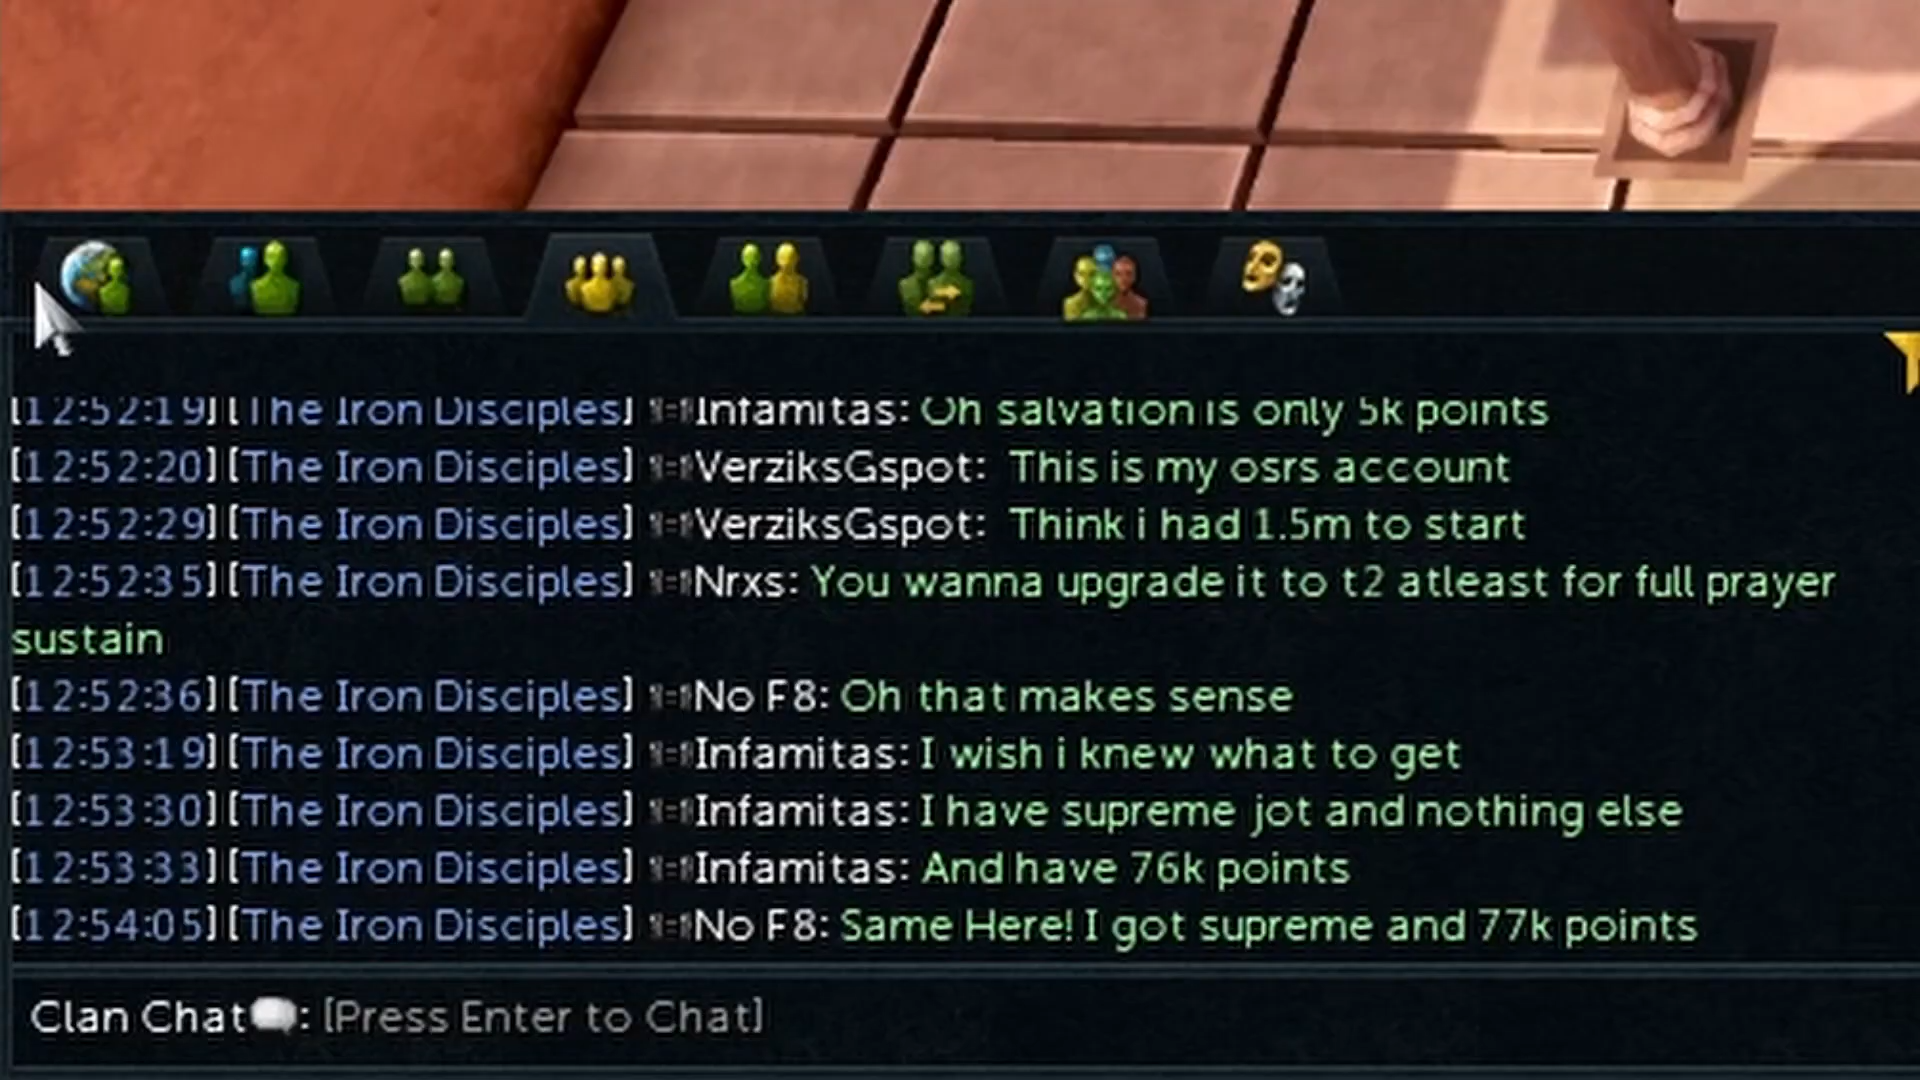 [12:52:19] [The Iron Disciples] Infamitas: Oh salvation is only 5k points
[12:52:20] [The Iron Disciples] VerziksGspot: This is my osrs account
[12:52:29] [The Iron Disciples] VerziksGspot: Think i had 1.5m to start
[12:52:35] [The Iron Disciples] Nrxs: You wanna upgrade it to t2 atleast for full prayer
sustain
[12:52:36] [The Iron Disciples] No F8: Oh that makes sense
[12:53:19] [The Iron Disciples] Infamitas: I wish i knew what to get
[12:53:30] [The Iron Disciples] Infamitas: I have supreme jot and nothing else
[12:53:33] [The Iron Disciples] Infamitas: And have 76k points
[12:54:05] [The Iron Disciples] No F8: Same Here! I got supreme and 77k points
Clan Chat: [Press Enter to Chat]